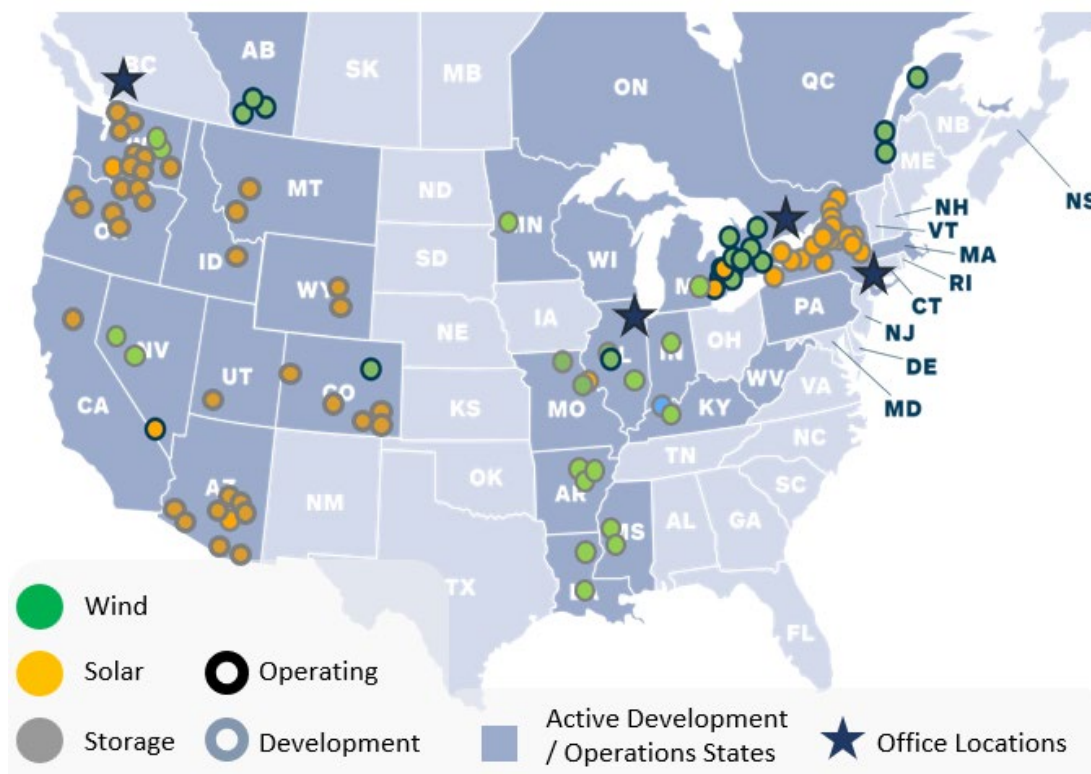 BC
AB
SK
MB
ON
QC
NB
ME
NS
NH
VT
MA
RI
CT
NJ
DE
MD
MT
ND
SD
ID
WY
NE
IA
WI
PA
OH
IN
WV
VA
KY
NV
UT
CO
KS
MO
CA
AZ
NM
OK
AR
TN
NC
SC
MS
AL
GA
TX
FL
Wind
Solar
Operating
Storage
Development
Active Development
/ Operations States
Office Locations